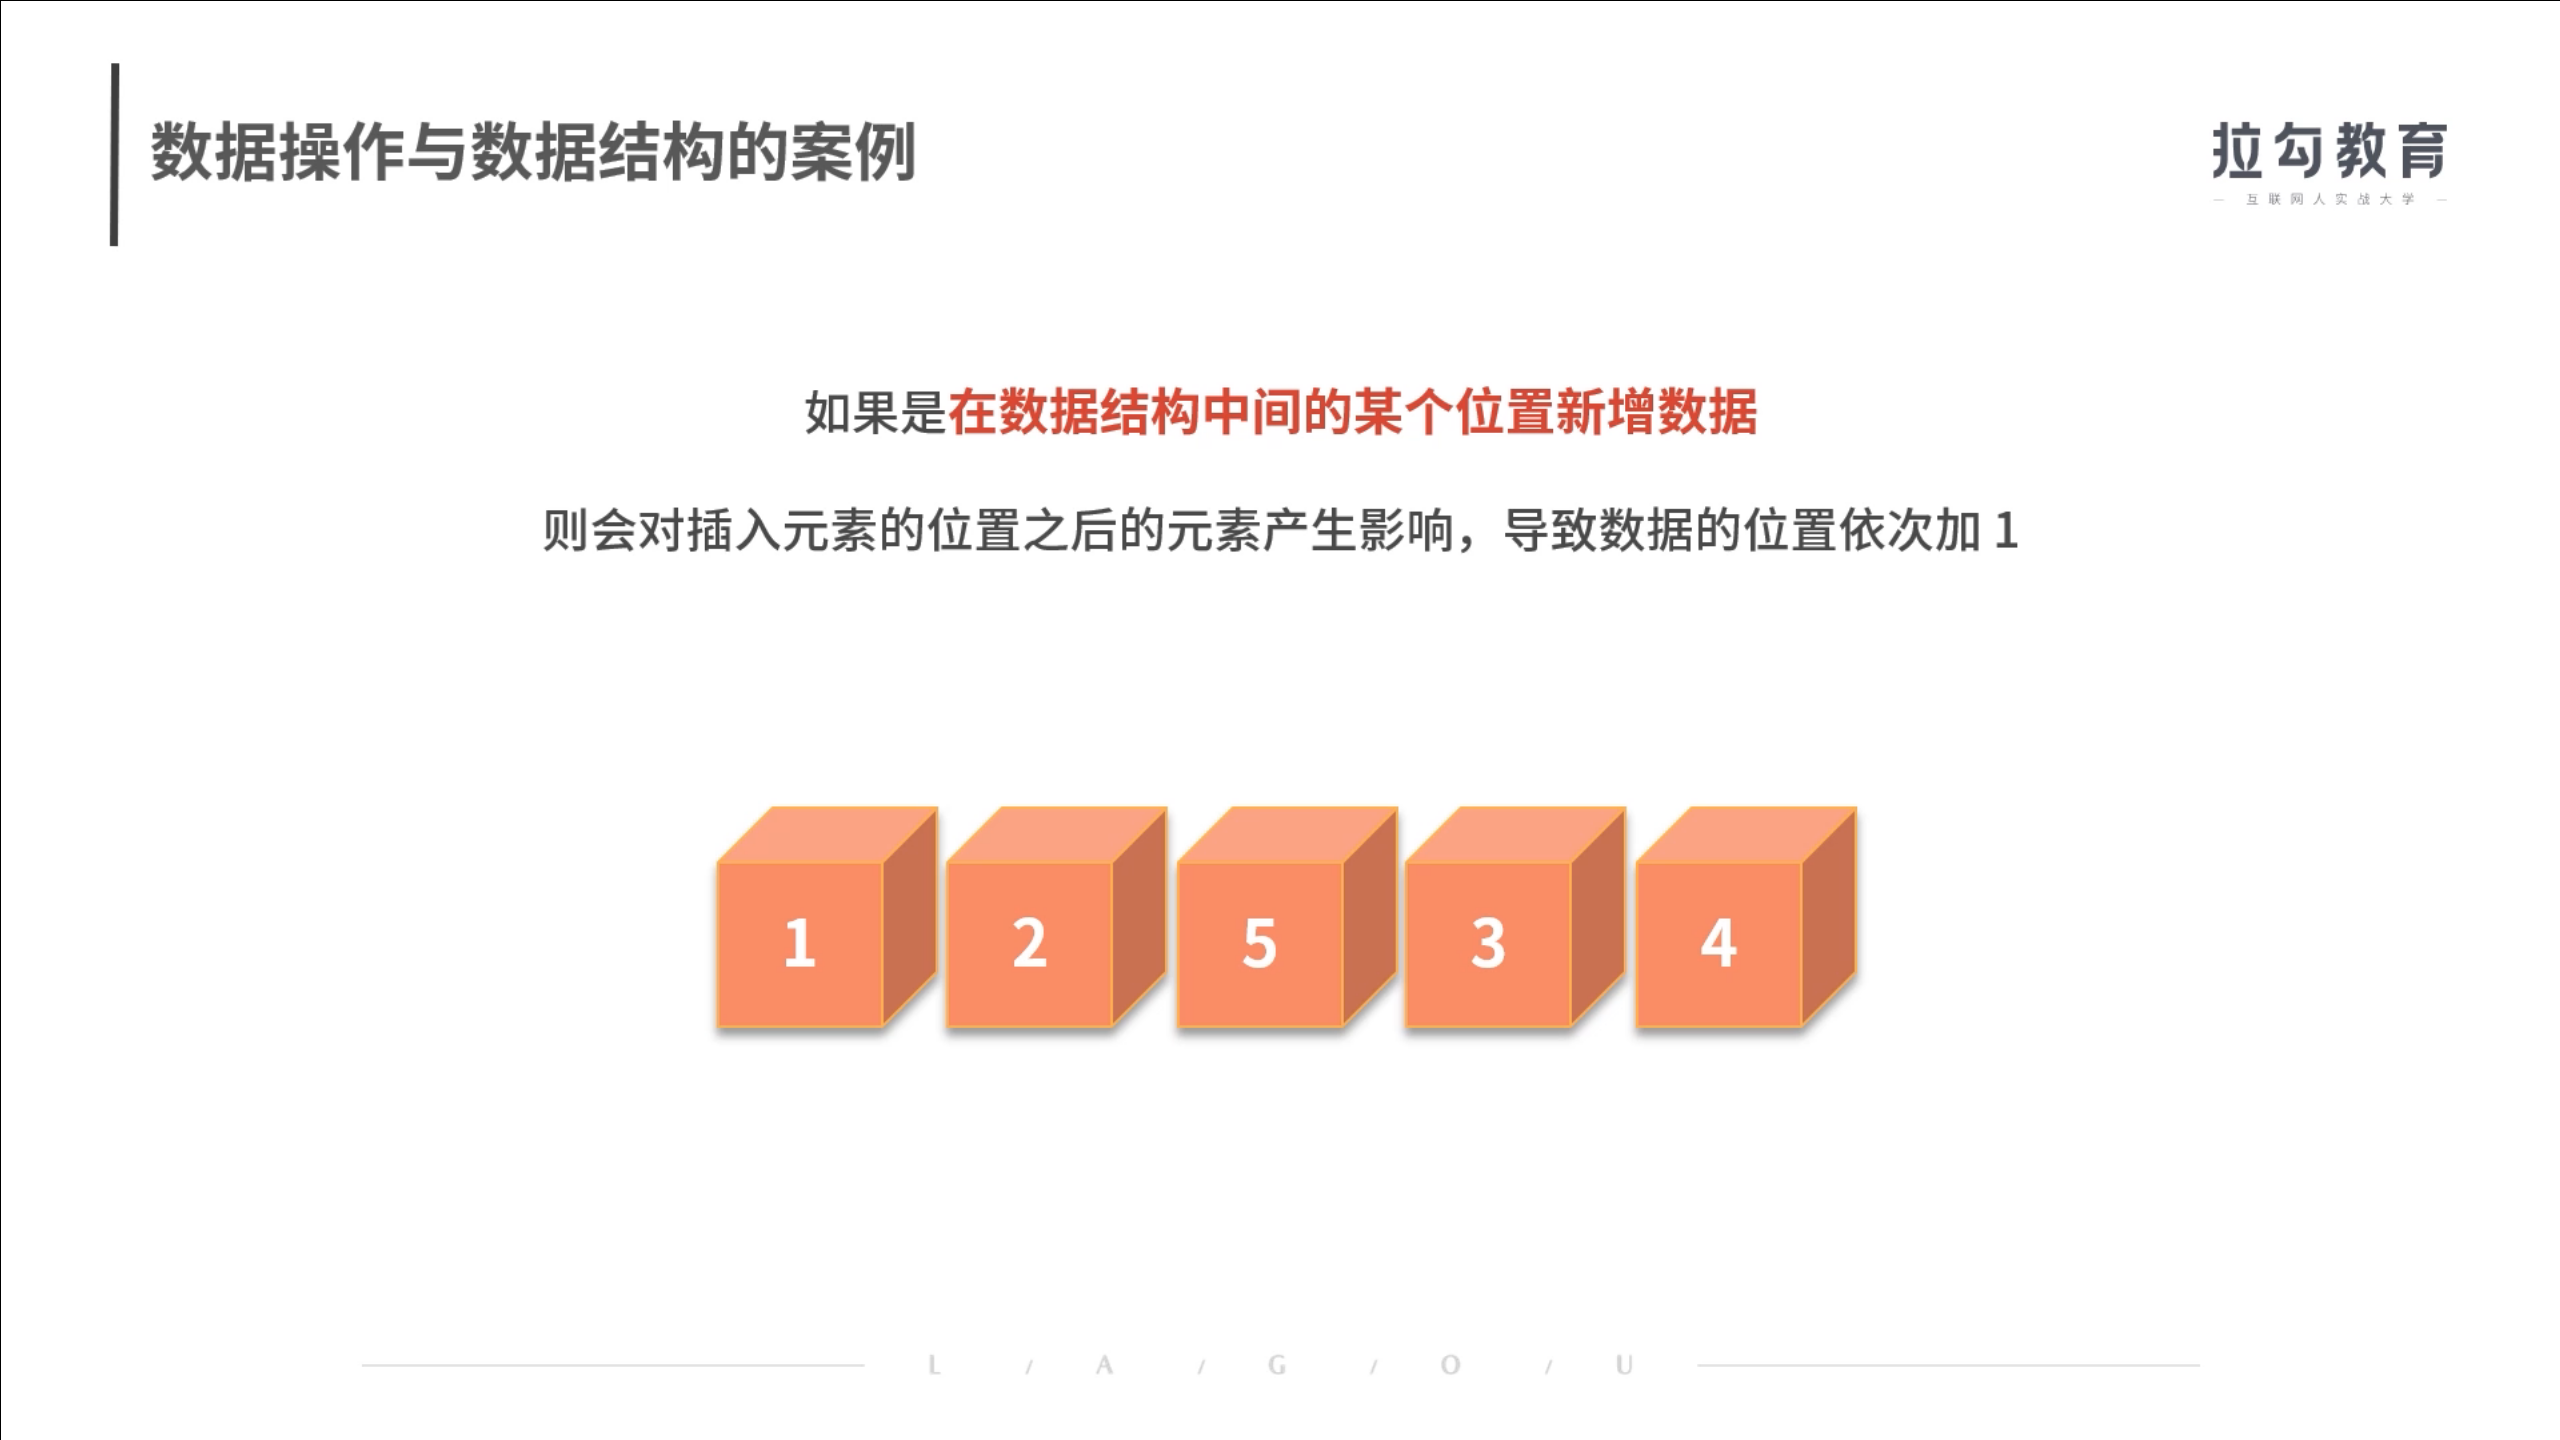 数据操作与数据结构的案例
拉勾教育
— 互联网人实战大学 —
如果是在数据结构中间的某个位置新增数据
则会对插入元素的位置之后的元素产生影响，导致数据的位置依次加 1
1 2 5 3 4
L / A / G / O / U